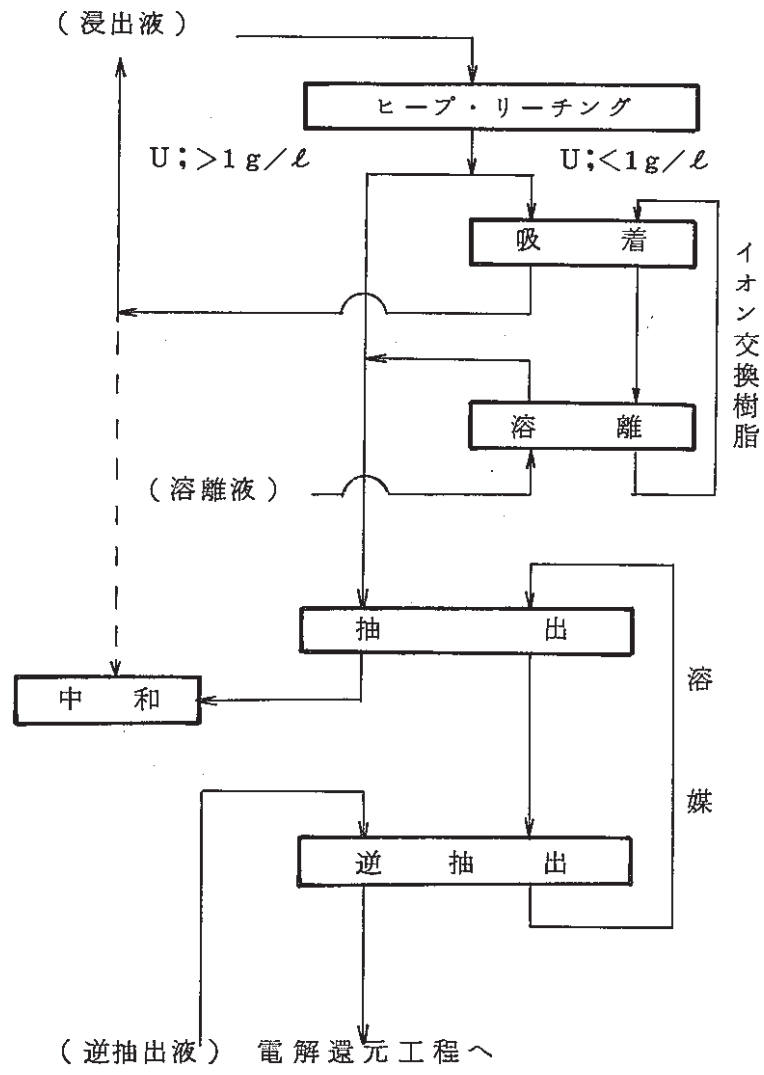 (浸出液)
ヒープ・リーチング
U;>1g/ℓ
U;<1g/ℓ
吸着
イオン交換樹脂
溶離
(溶離液)
抽出
中和
溶媒
逆抽出
(逆抽出液) 電解還元工程へ